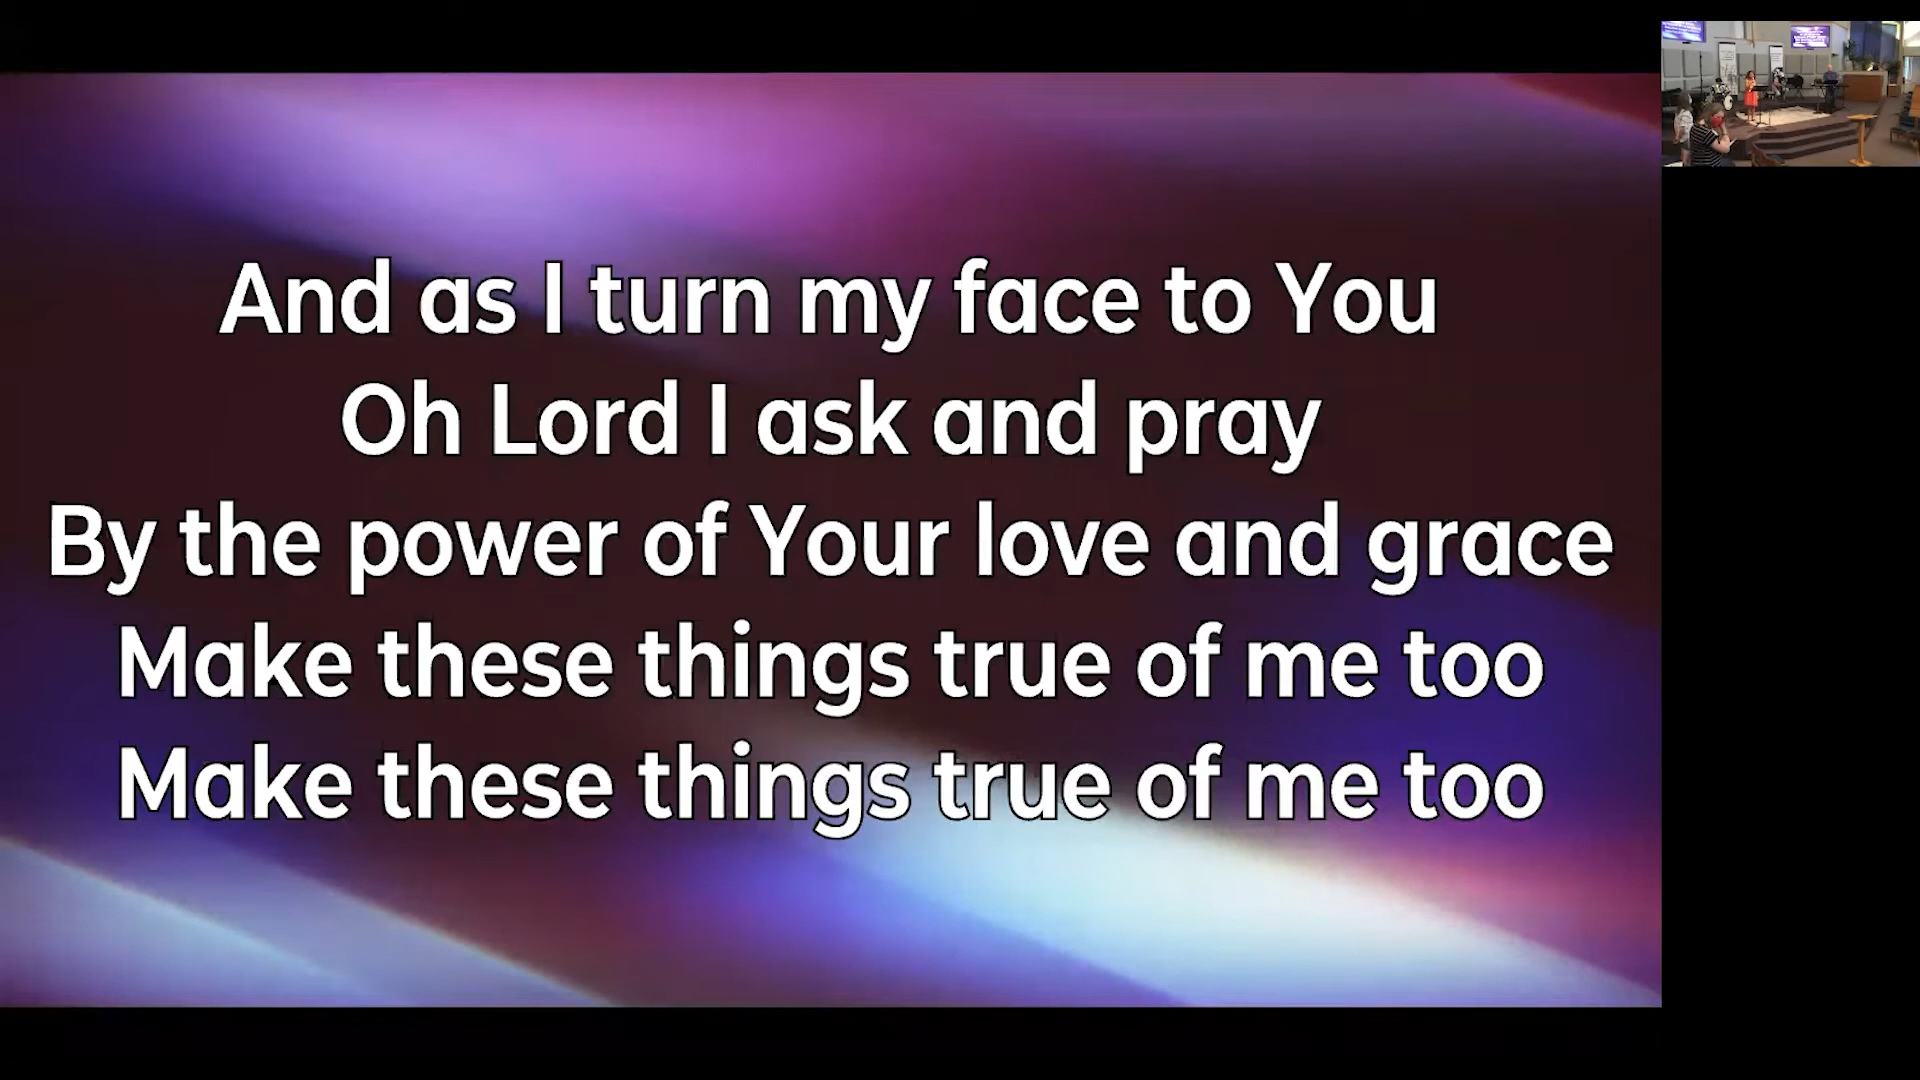 And as I turn my face to You
Oh Lord I ask and pray
By the power of Your love and grace
Make these things true of me too
Make these things true of me too